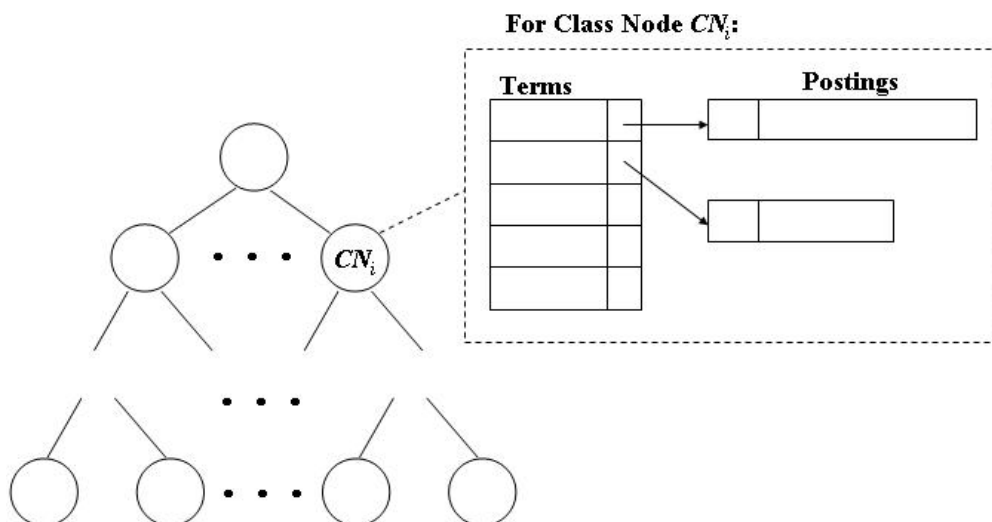 For Class Node CNᵢ:
Terms
Postings
CNᵢ